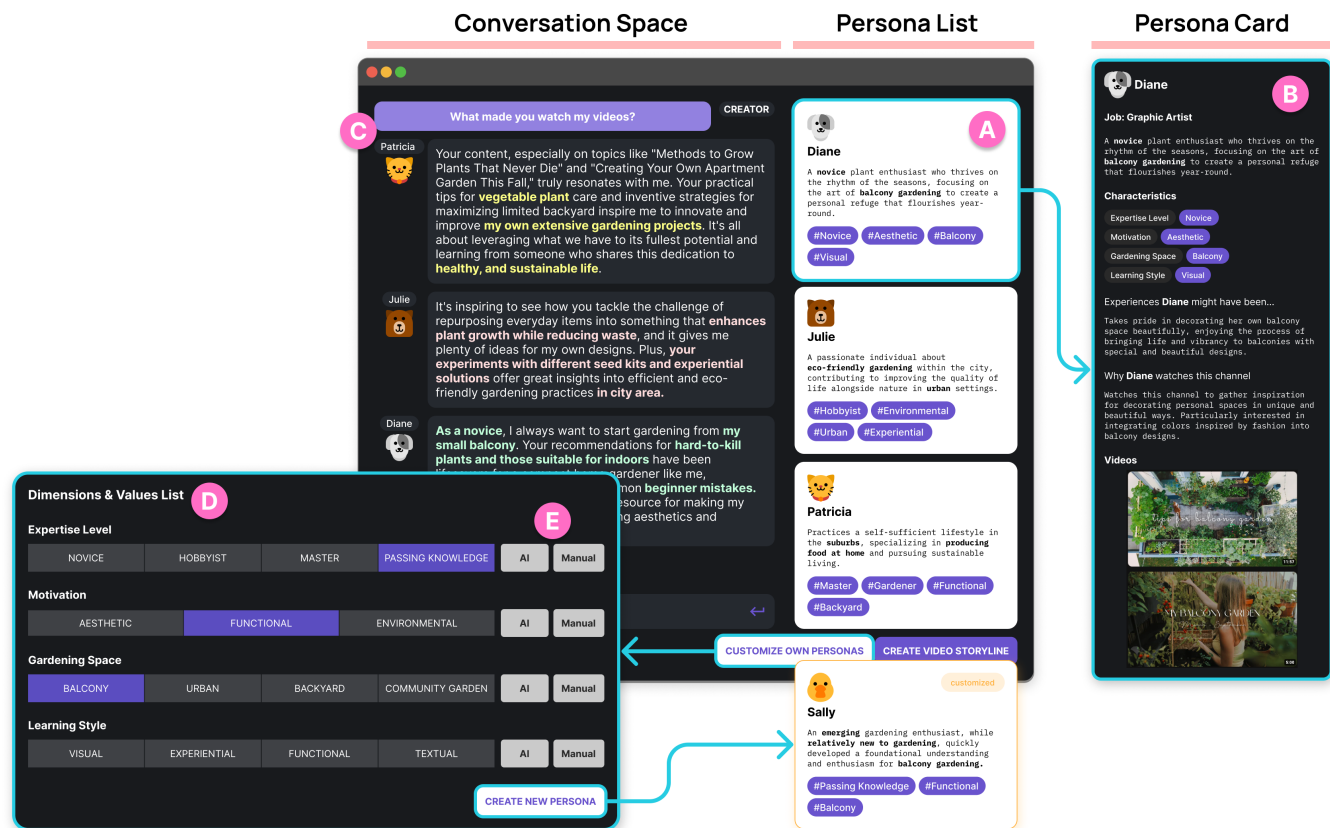 Conversation Space
Persona List
Persona Card
What made you watch my videos?
CREATOR
C
Patricia
Your content, especially on topics like "Methods to Grow
Plants That Never Die" and "Creating Your Own Apartment
Garden This Fall," truly resonates with me. Your practical
tips for vegetable plant care and inventive strategies for
maximizing limited backyard inspire me to innovate and
improve my own extensive gardening projects. It's all
about leveraging what we have to its fullest potential and
learning from someone who shares this dedication to
healthy, and sustainable life.
Julie
It's inspiring to see how you tackle the challenge of
repurposing everyday items into something that enhances
plant growth while reducing waste, and it gives me
plenty of ideas for my own designs. Plus, your
experiments with different seed kits and experiential
solutions offer great insights into efficient and eco-
friendly gardening practices in city area.
Diane
As a novice, I always want to start gardening from my
small balcony. Your recommendations for hard-to-kill
plants and those suitable for indoors have been
gardener like me,
mon beginner mistakes.
esource for making my
ng aesthetics and
A
Diane
A novice plant enthusiast who thrives on
the rhythm of the seasons, focusing on
the art of balcony gardening to create a
personal refuge that flourishes year-
round.
#Novice #Aesthetic #Balcony
#Visual
Julie
A passionate individual about
eco-friendly gardening within the city,
contributing to improving the quality of
life alongside nature in urban settings.
#Hobbyist #Environmental
#Urban #Experiential
Patricia
Practices a self-sufficient lifestyle in
the suburbs, specializing in producing
food at home and pursuing sustainable
living.
#Master #Gardener #Functional
#Backyard
CUSTOMIZE OWN PERSONAS
CREATE VIDEO STORYLINE
customized
Sally
An emerging gardening enthusiast, while
relatively new to gardening, quickly
developed a foundational understanding
and enthusiasm for balcony gardening.
#Passing Knowledge #Functional
#Balcony
Diane
B
Job: Graphic Artist
A novice plant enthusiast who thrives on the
rhythm of the seasons, focusing on the art of
balcony gardening to create a personal refuge
that flourishes year-round.
Characteristics
Expertise Level Novice
Motivation Aesthetic
Gardening Space Balcony
Learning Style Visual
Experiences Diane might have been...
Takes pride in decorating her own balcony
space beautifully, enjoying the process of
bringing life and vibrancy to balconies with
special and beautiful designs.
Why Diane watches this channel
Watches this channel to gather inspiration
for decorating personal spaces in unique and
beautiful ways. Particularly interested in
integrating colors inspired by fashion into
balcony designs.
Videos
tips for balcony garden
11:57
MY BALCONY GARDEN
Dimensions & Values List
D
E
Expertise Level
NOVICE HOBBYIST MASTER PASSING KNOWLEDGE AI Manual
Motivation
AESTHETIC FUNCTIONAL ENVIRONMENTAL AI Manual
Gardening Space
BALCONY URBAN BACKYARD COMMUNITY GARDEN AI Manual
Learning Style
VISUAL EXPERIENTIAL FUNCTIONAL TEXTUAL AI Manual
CREATE NEW PERSONA